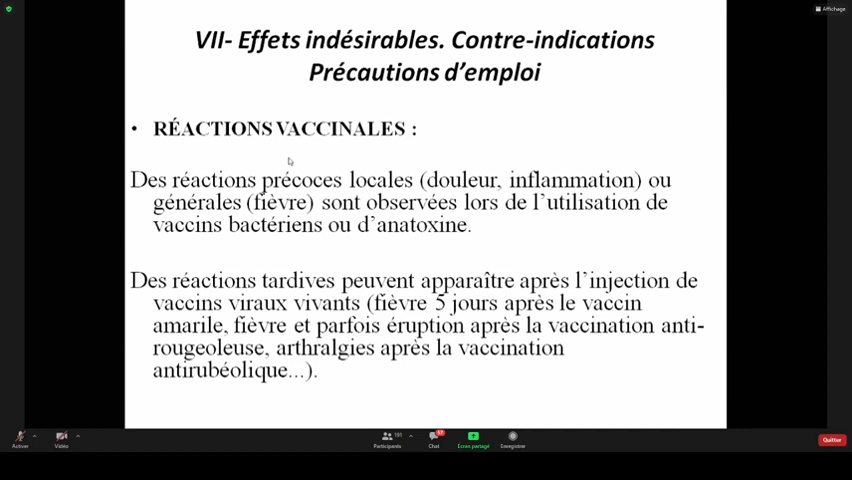 Affichage
VII- Effets indésirables. Contre-indications
Précautions d’emploi
• RÉACTIONS VACCINALES :
Des réactions précoces locales (douleur, inflammation) ou
générales (fièvre) sont observées lors de l’utilisation de
vaccins bactériens ou d’anatoxine.
Des réactions tardives peuvent apparaître après l’injection de
vaccins viraux vivants (fièvre 5 jours après le vaccin
amarile, fièvre et parfois éruption après la vaccination anti-
rougeoleuse, arthralgies après la vaccination
antirubéolique...).
Activer Vidéo Participants 191 Chat 57 Écran partagé Enregistrer Quitter